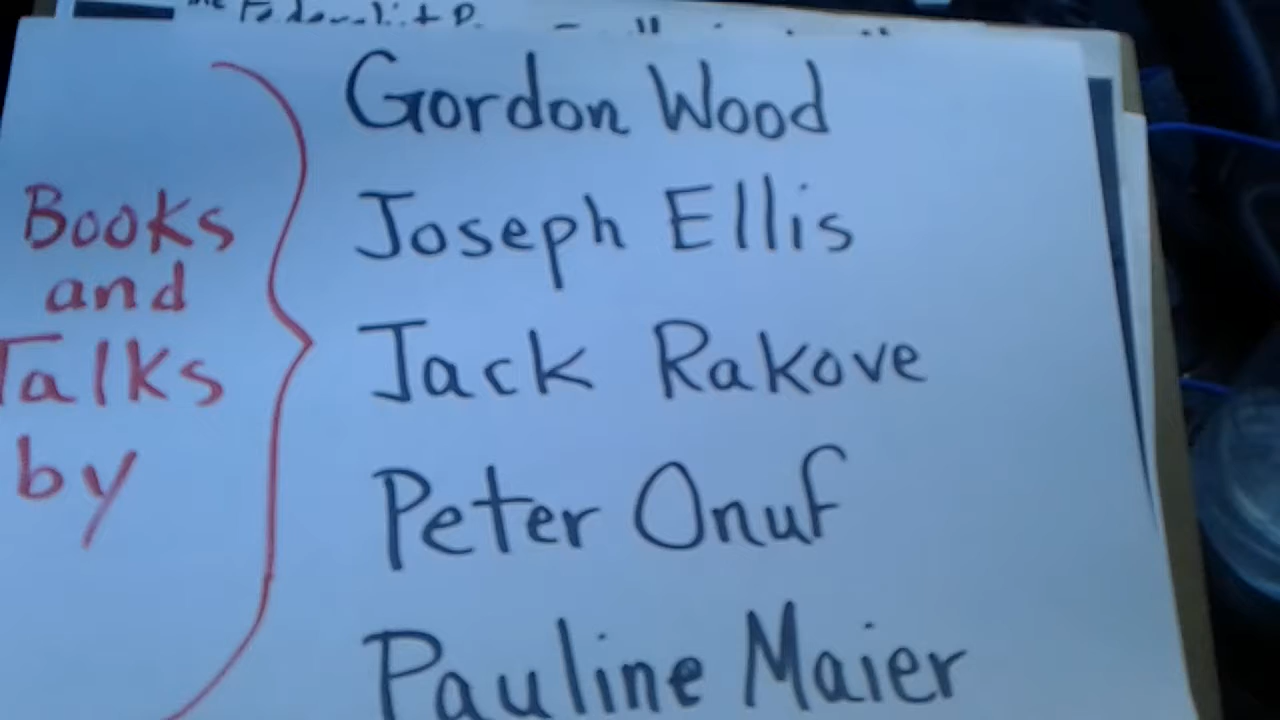 Gordon Wood
Joseph Ellis
Jack Rakove
Peter Onuf
Pauline Maier
Books
and
Talks
by